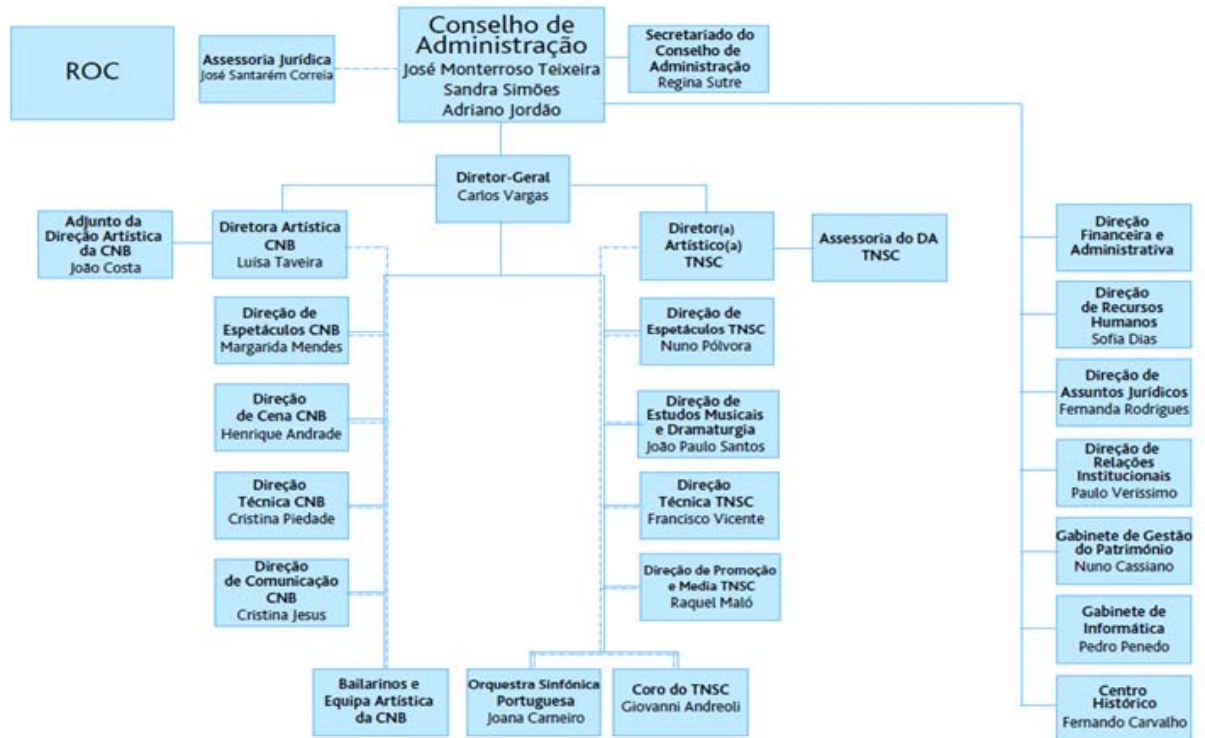 ROC
Assessoria Jurídica
José Santarém Correia
Conselho de
Administração
José Monterroso Teixeira
Sandra Simões
Adriano Jordão
Secretariado do
Conselho de
Administração
Regina Sutre
Diretor-Geral
Carlos Vargas
Adjunto da
Direção Artística
da CNB
João Costa
Diretora Artística
CNB
Luísa Taveira
Diretor(a)
Artístico(a)
TNSC
Assessoria do DA
TNSC
Direção de
Espetáculos CNB
Margarida Mendes
Direção
de Cena CNB
Henrique Andrade
Direção
Técnica CNB
Cristina Piedade
Direção
de Comunicação
CNB
Cristina Jesus
Bailarinos e
Equipa Artística
da CNB
Direção de
Espetáculos TNSC
Nuno Pólvora
Direção de
Estudos Musicais
e Dramaturgia
João Paulo Santos
Direção
Técnica TNSC
Francisco Vicente
Direção de Promoção
e Media TNSC
Raquel Maló
Orquestra Sinfónica
Portuguesa
Joana Carneiro
Coro do TNSC
Giovanni Andreoli
Direção
Financeira e
Administrativa
Direção
de Recursos
Humanos
Sofia Dias
Direção de
Assuntos Jurídicos
Fernanda Rodrigues
Direção de
Relações
Institucionais
Paulo Veríssimo
Gabinete de Gestão
do Património
Nuno Cassiano
Gabinete de
Informática
Pedro Penedo
Centro
Histórico
Fernando Carvalho